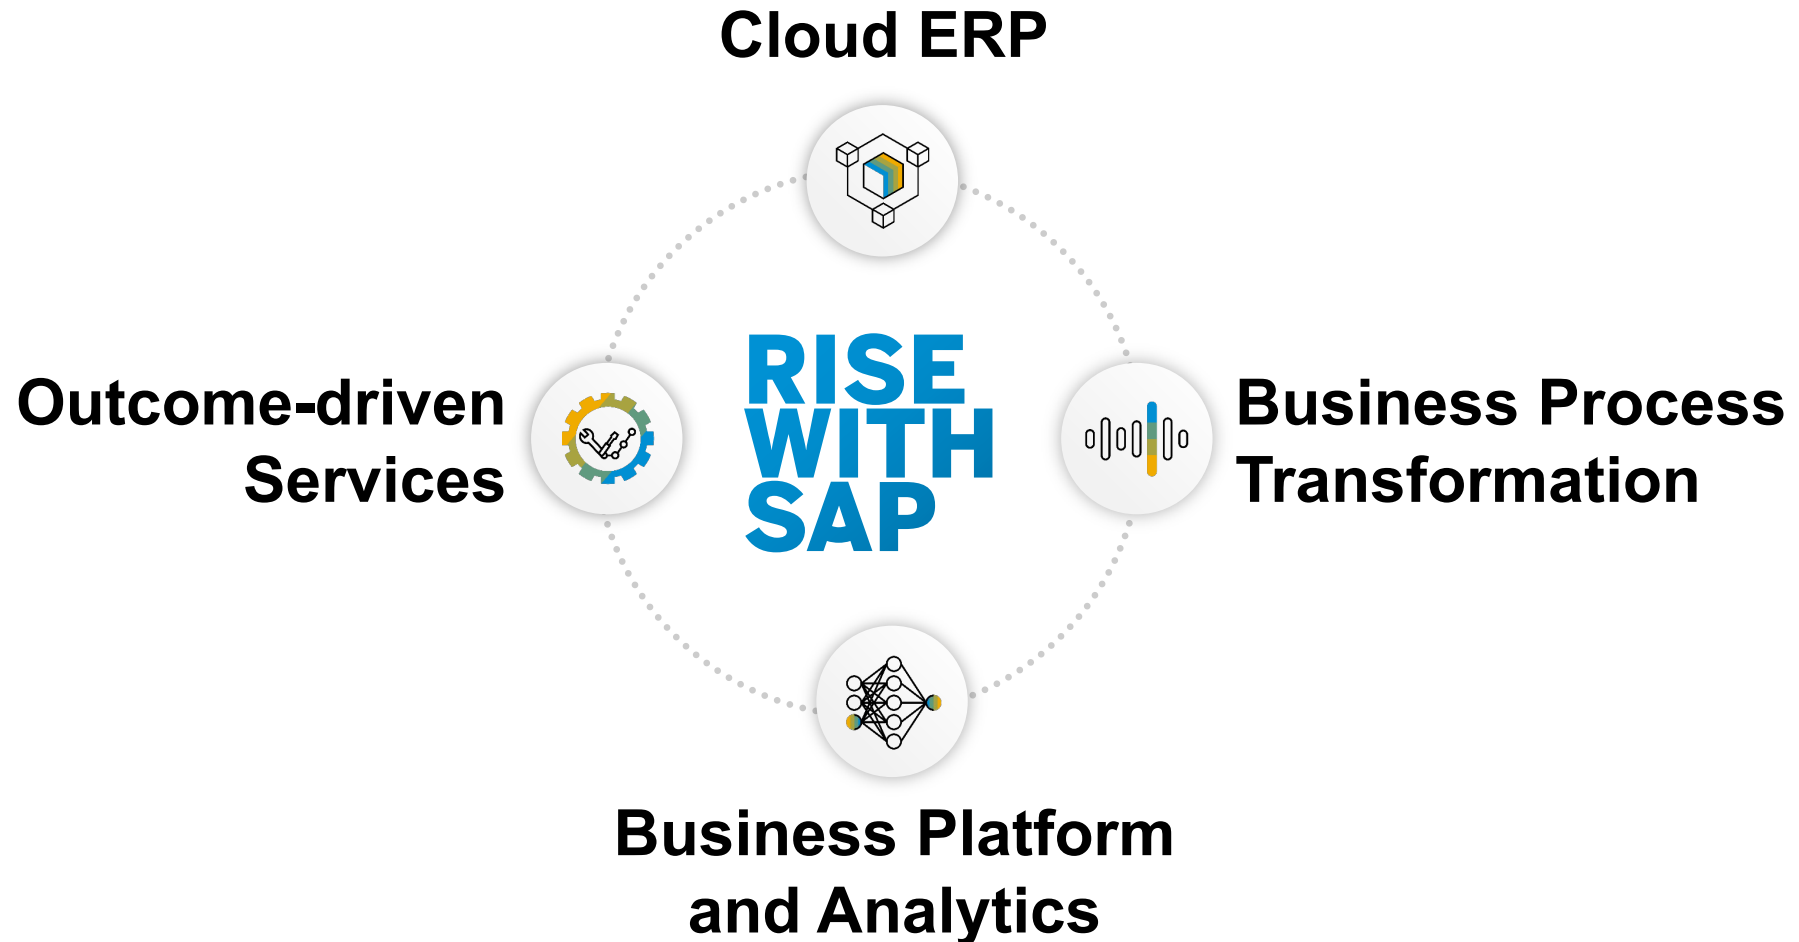 Cloud ERP
RISE
WITH
SAP
Outcome-driven
Services
Business Process
Transformation
Business Platform
and Analytics